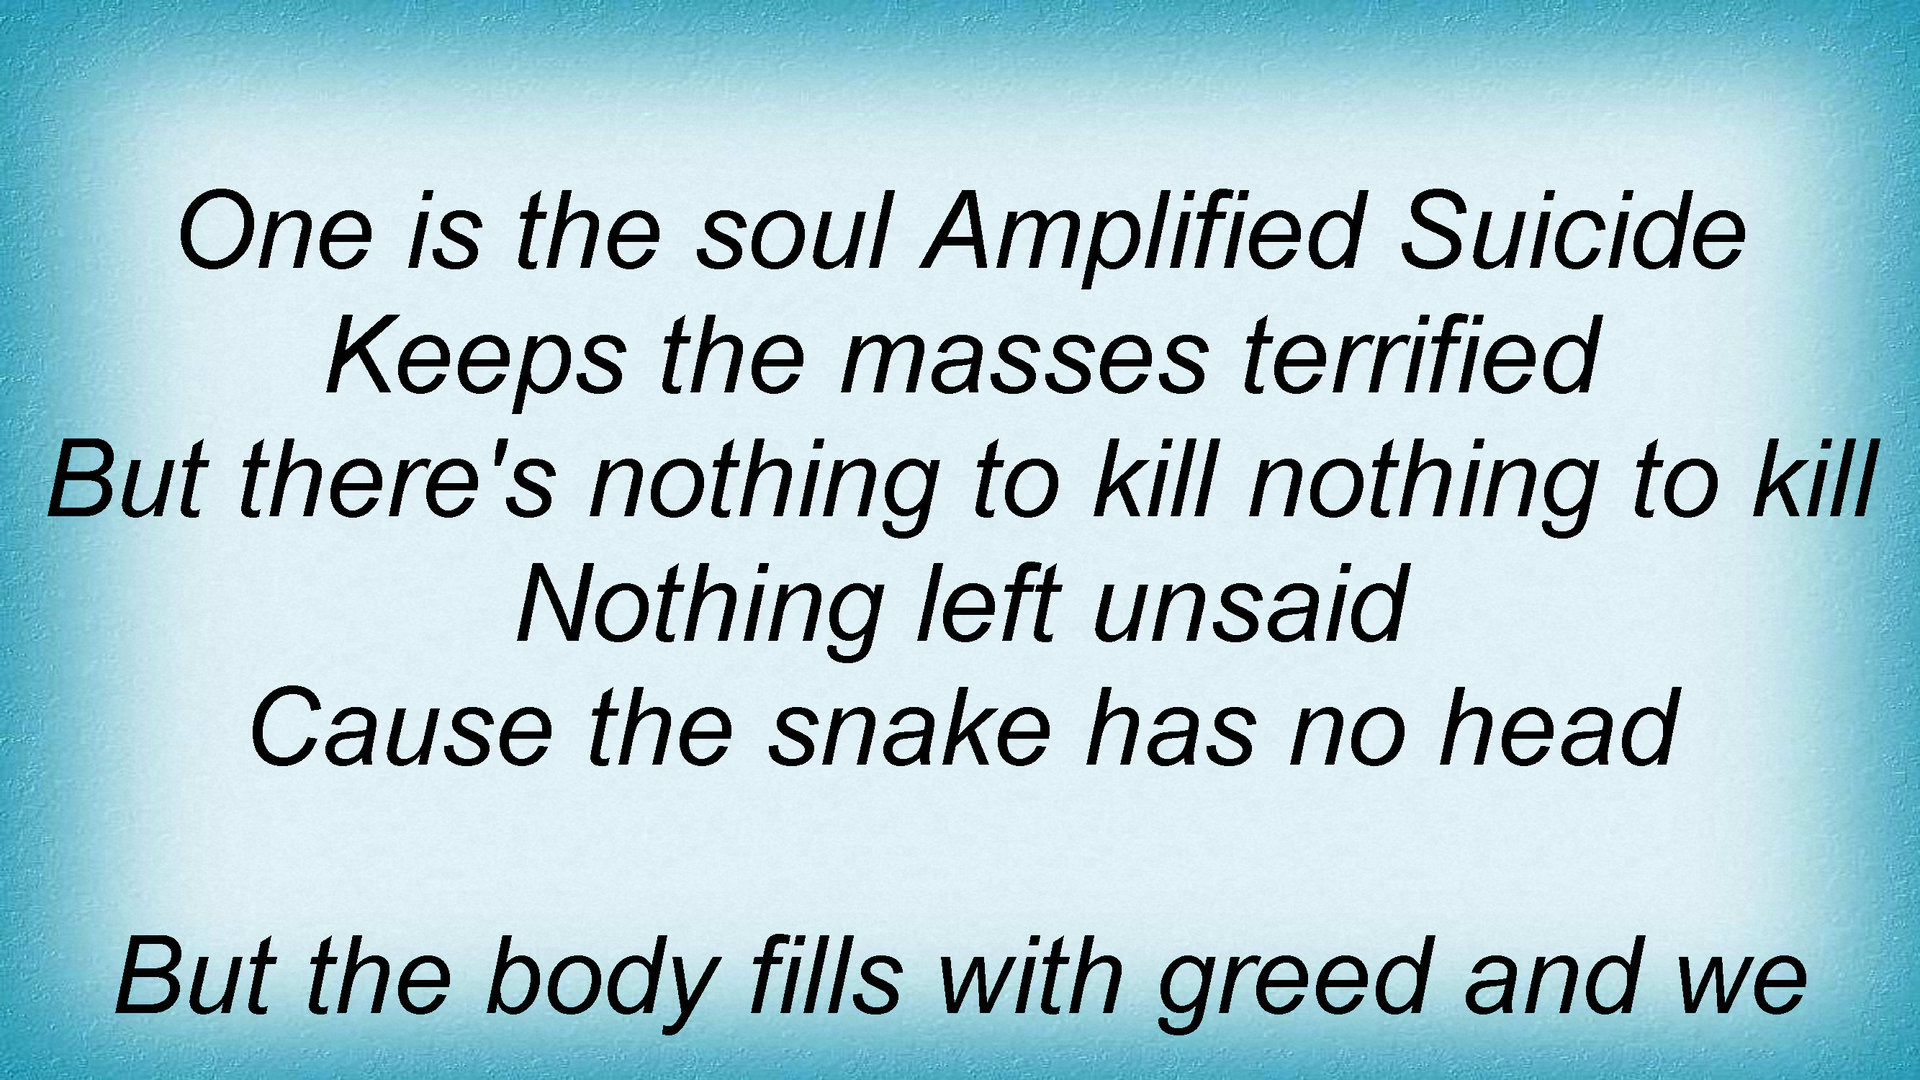 One is the soul Amplified Suicide
Keeps the masses terrified
But there's nothing to kill nothing to kill
Nothing left unsaid
Cause the snake has no head
But the body fills with greed and we